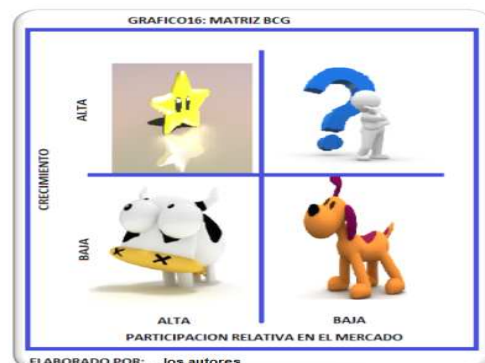 GRAFICO16: MATRIZ BCG
CRECIMIENTO
ALTA
BAJA
ALTA
BAJA
PARTICIPACION RELATIVA EN EL MERCADO
ELABORADO POR: los autores